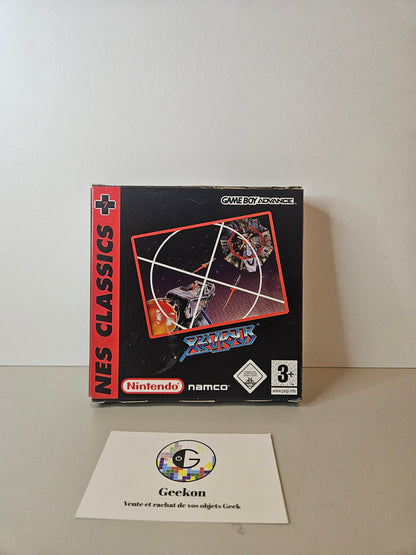 GAME BOY ADVANCE
NES CLASSICS
7
XEVIOUS
Nintendo
namco
3+
www.pegi.info
Geekon
Vente et rachat de vos objets Geek